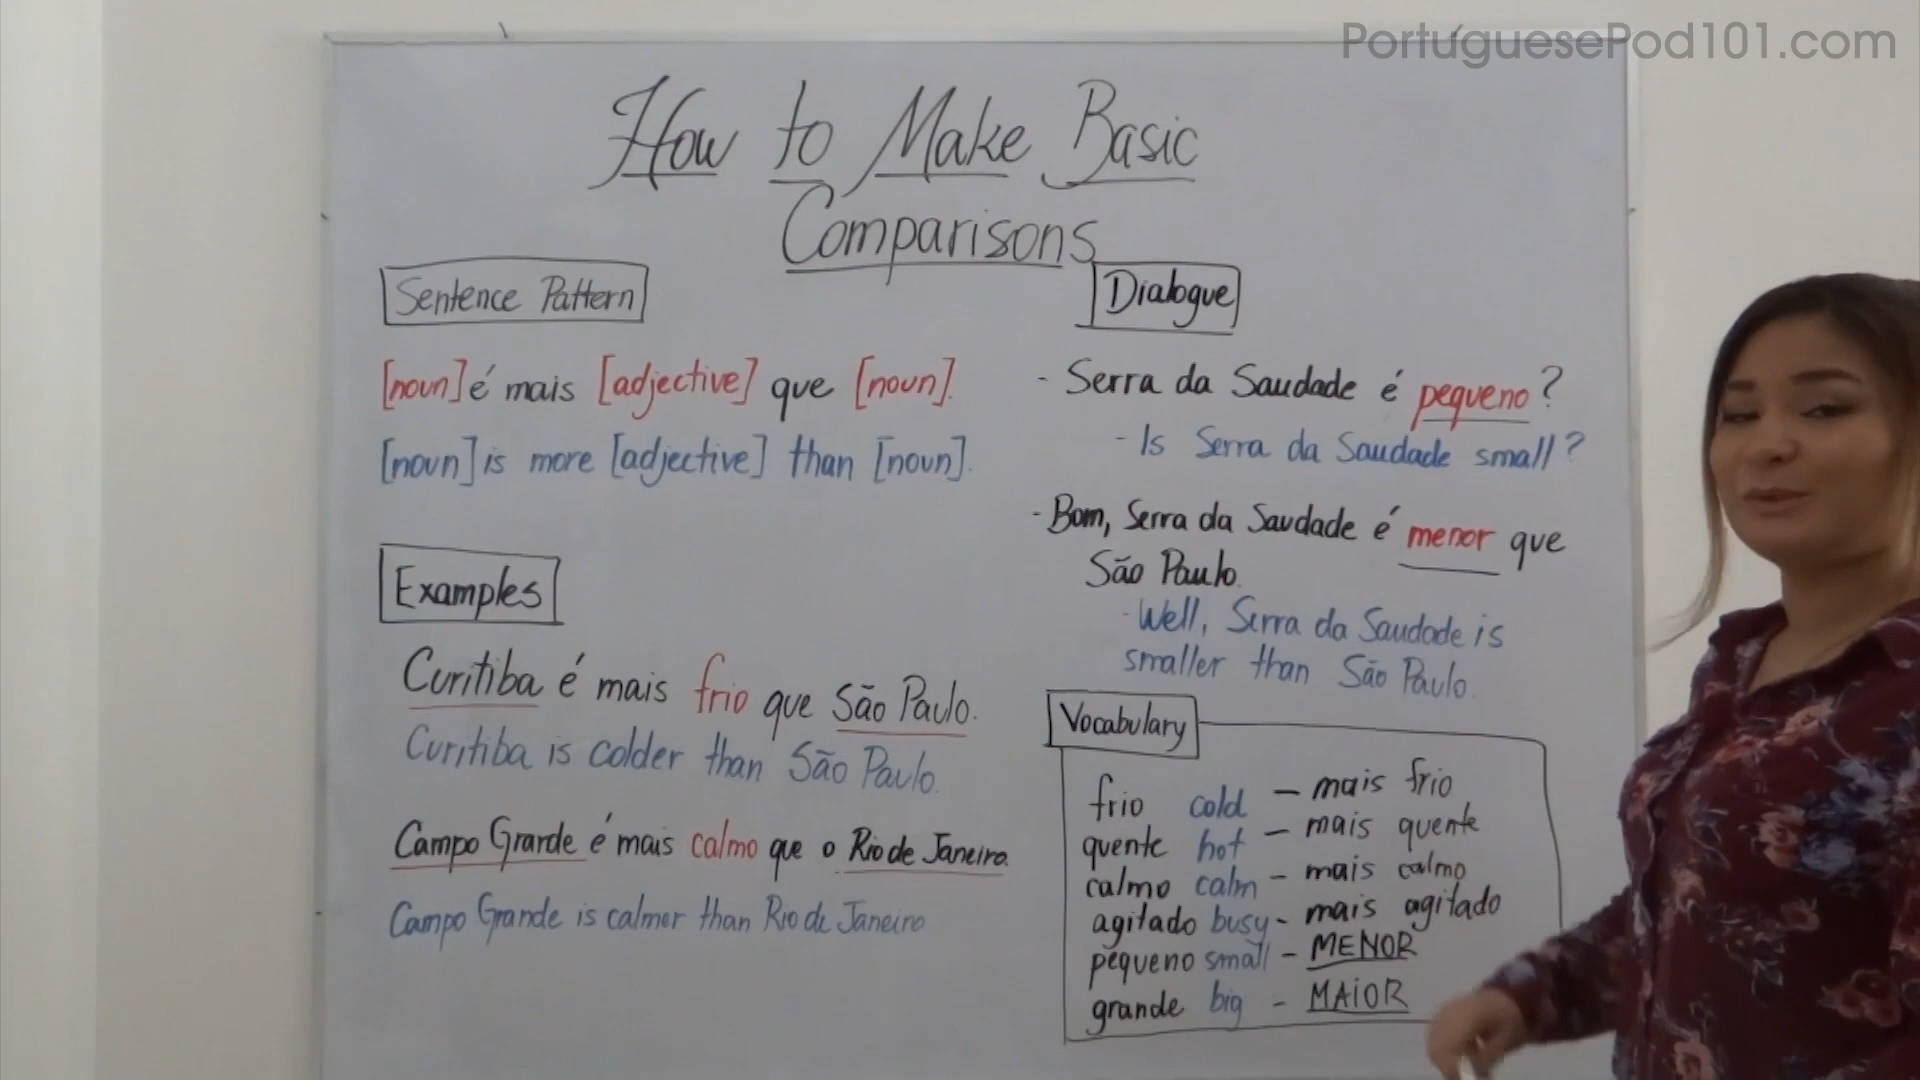 PortuguesePod101.com
How to Make Basic
Comparisons
Sentence Pattern
[noun] é mais [adjective] que [noun].
[noun] is more [adjective] than [noun].
Examples
Curitiba é mais frio que São Paulo.
Curitiba is colder than São Paulo.
Campo Grande é mais calmo que o Rio de Janeiro.
Campo Grande is calmer than Rio de Janeiro
Dialogue
- Serra da Saudade é pequeno?
- Is Serra da Saudade small?
- Bom, Serra da Saudade é menor que
São Paulo.
- Well, Serra da Saudade is
smaller than São Paulo.
Vocabulary
frio cold - mais frio
quente hot - mais quente
calmo calm - mais calmo
agitado busy - mais agitado
pequeno small - MENOR
grande big - MAIOR